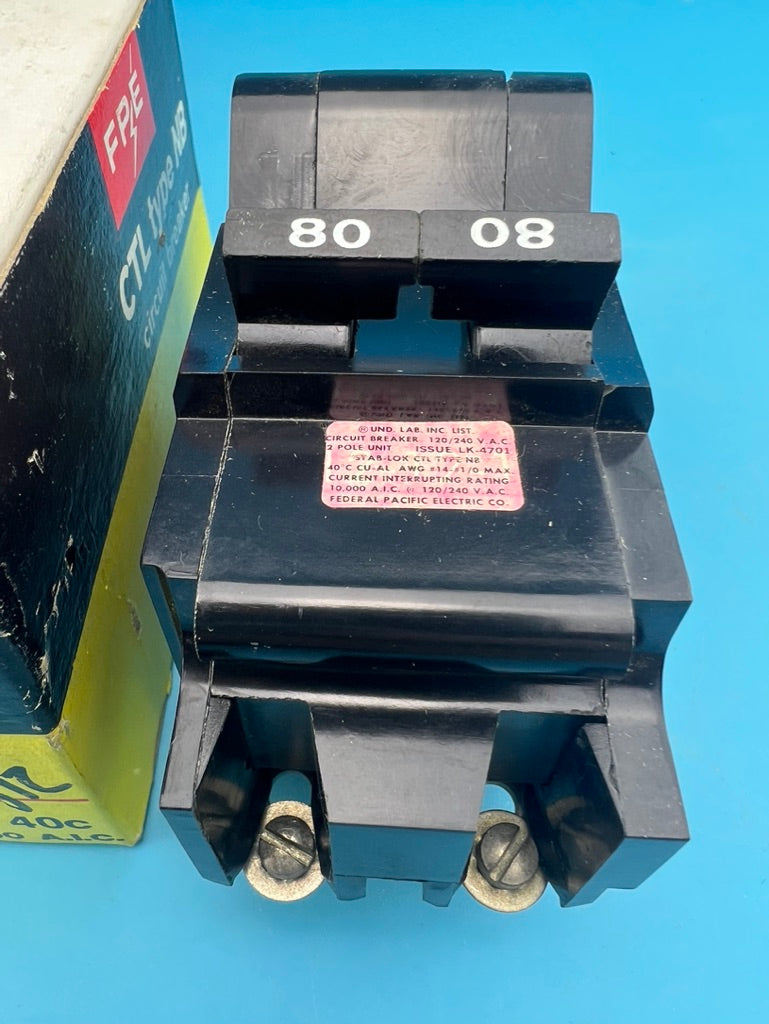 FPE
CTL type NB
circuit breaker
80
80
® UND. LAB. INC. LIST.
CIRCUIT BREAKER 120/240 V A.C.
2 POLE UNIT ISSUE LK-4701
STAB-LOK CTL TYPE NB
40°C CU-AL AWG #14-#1/0 MAX.
CURRENT INTERRUPTING RATING
10,000 A.I.C. @ 120/240 V.A.C.
FEDERAL PACIFIC ELECTRIC CO.
40c
A.I.C.